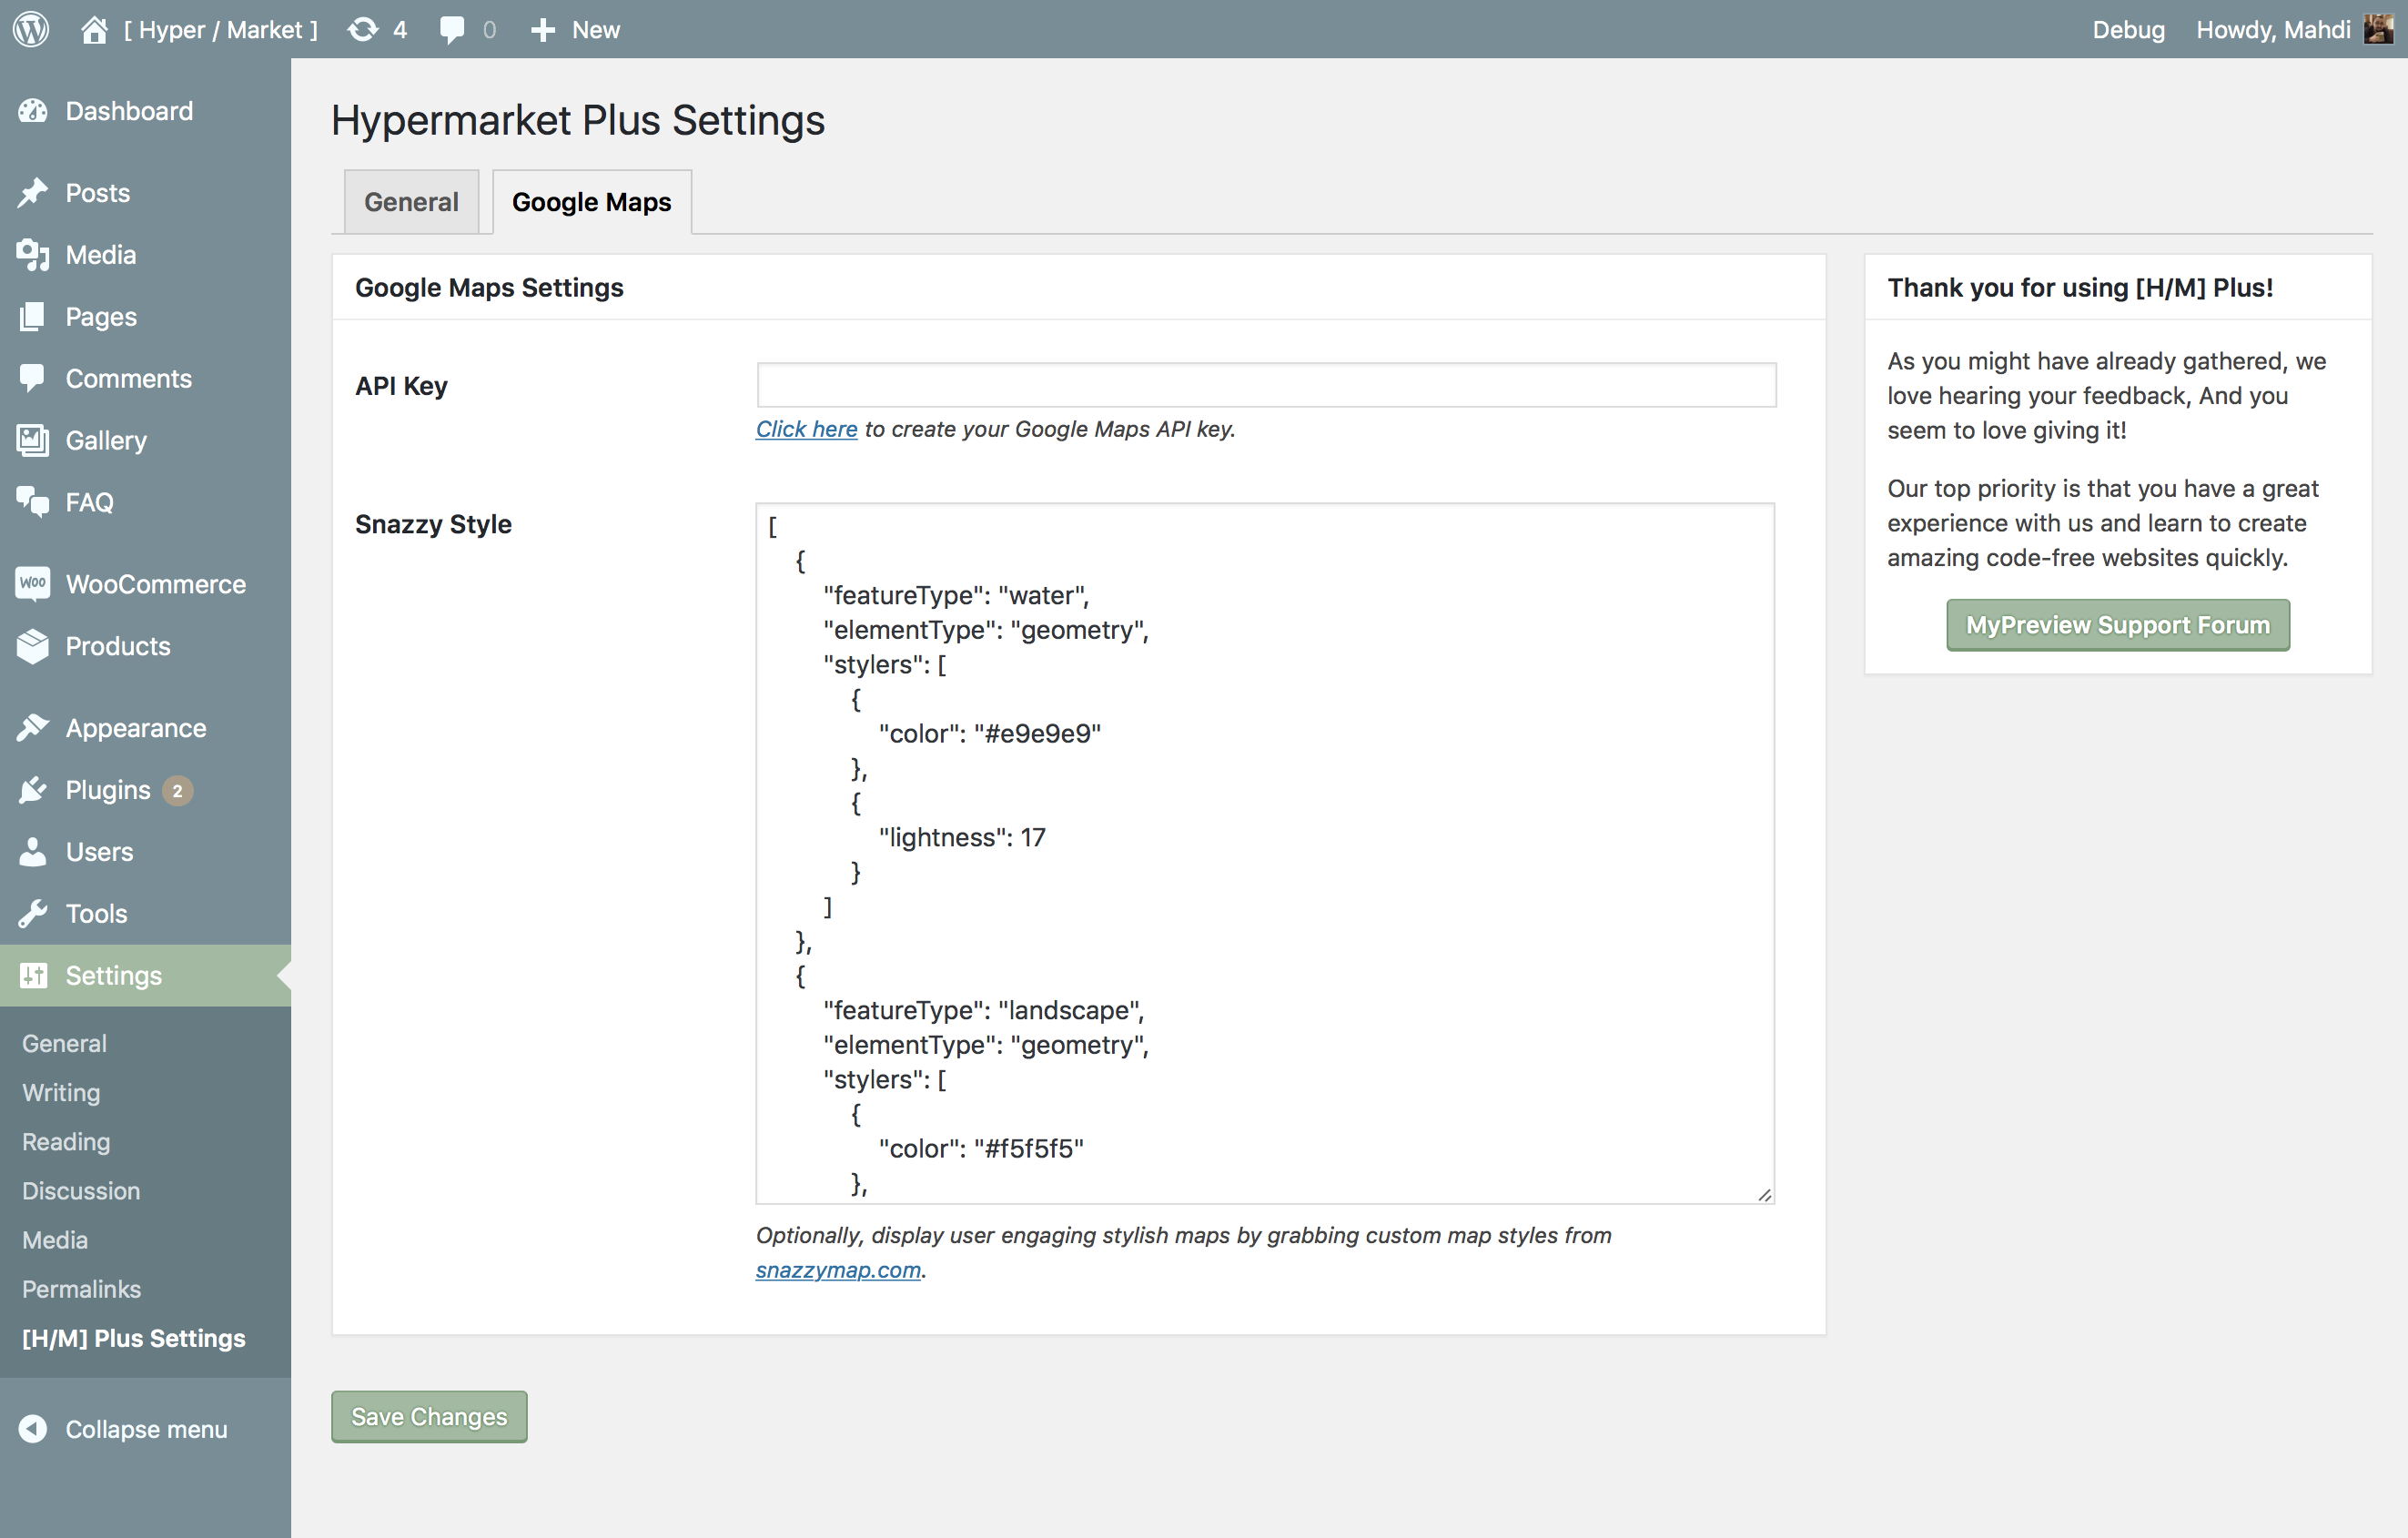 [ Hyper / Market ] 4 0 New Debug Howdy, Mahdi
Dashboard
Posts
Media
Pages
Comments
Gallery
FAQ
WooCommerce
Products
Appearance
Plugins 2
Users
Tools
Settings
General
Writing
Reading
Discussion
Media
Permalinks
[H/M] Plus Settings
Collapse menu
Hypermarket Plus Settings
General Google Maps
Google Maps Settings
API Key
Click here to create your Google Maps API key.
Snazzy Style
[
{
"featureType": "water",
"elementType": "geometry",
"stylers": [
{
"color": "#e9e9e9"
},
{
"lightness": 17
}
]
},
{
"featureType": "landscape",
"elementType": "geometry",
"stylers": [
{
"color": "#f5f5f5"
},
Optionally, display user engaging stylish maps by grabbing custom map styles from
snazzymap.com.
Save Changes
Thank you for using [H/M] Plus!
As you might have already gathered, we
love hearing your feedback, And you
seem to love giving it!
Our top priority is that you have a great
experience with us and learn to create
amazing code-free websites quickly.
MyPreview Support Forum